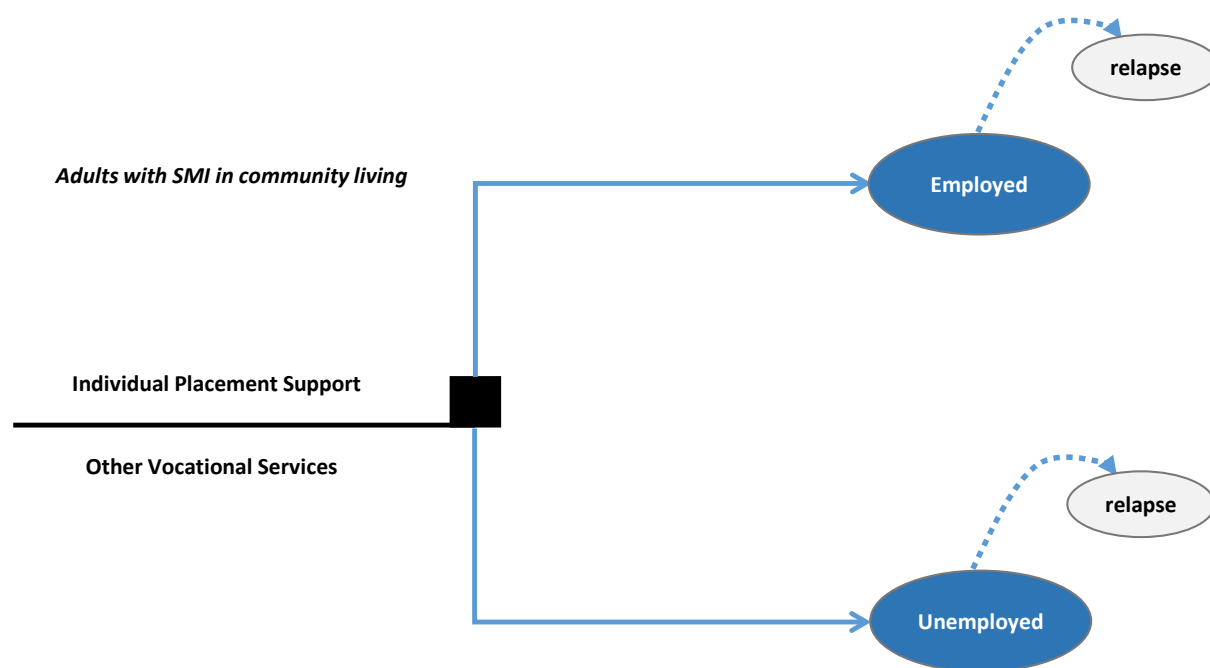 relapse
Adults with SMI in community living
Employed
Individual Placement Support
Other Vocational Services
relapse
Unemployed